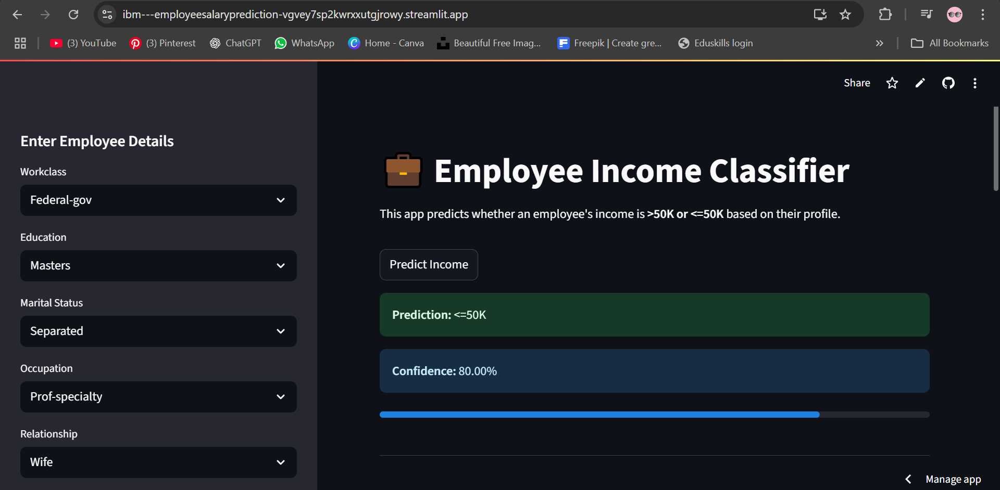 ibm---employeesalaryprediction-vgvey7sp2kwrxxutgjrowy.streamlit.app
(3) YouTube
(3) Pinterest
ChatGPT
WhatsApp
Home - Canva
Beautiful Free Imag...
Freepik | Create gre...
Eduskills login
All Bookmarks
Share
Enter Employee Details
Workclass
Federal-gov
Education
Masters
Marital Status
Separated
Occupation
Prof-specialty
Relationship
Wife
Employee Income Classifier
This app predicts whether an employee's income is >50K or <=50K based on their profile.
Predict Income
Prediction: <=50K
Confidence: 80.00%
Manage app